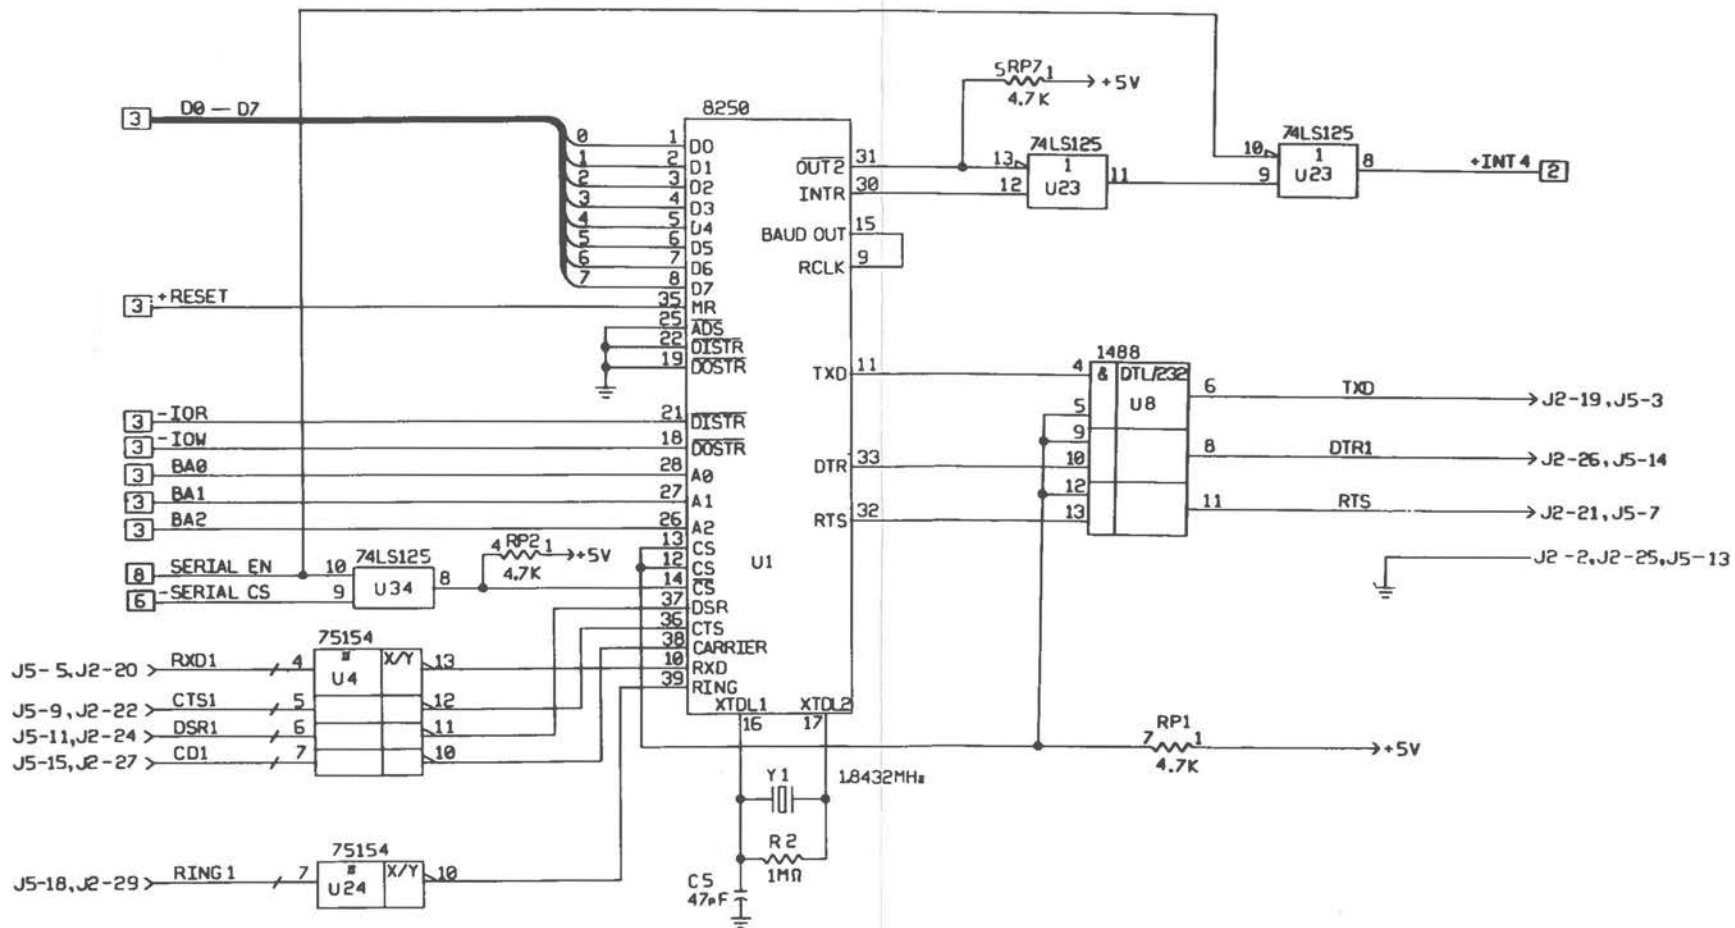 D0 — D7
3
0
1
2
3
4
5
6
7
8250
1 D0
2 D1
3 D2
4 D3
5 D4
6 D5
7 D6
8 D7
3 +RESET
35 MR
25 ADS
22 DISTR
19 DOSTR
3 -IOR
21 DISTR
3 -IOW
18 DOSTR
3 BA0
28 A0
3 BA1
27 A1
3 BA2
26 A2
13 CS
12 CS
14 CS
37 DSR
36 CTS
38 CARRIER
10 RXD
39 RING
U1
XTDL1 XTDL2
16 17
OUT2 31
INTR 30
BAUD OUT 15
RCLK 9
TXD 11
DTR 33
RTS 32
5 RP7 1 +5V
4.7K
74LS125
13 1
12 U23 11
74LS125
10 1 8
9 U23
+INT4 2
1488
4 & DTL/232 6 TXD J2-19,J5-3
5 U8
9
10 8 DTR1 J2-26,J5-14
12
13 11 RTS J2-21,J5-7
J2-2,J2-25,J5-13
4 RP2 1 +5V
4.7K
8 SERIAL EN
6 -SERIAL CS
74LS125
10
9 U34 8
75154
J5-5,J2-20 RXD1 4 # X/Y 13
U4
J5-9,J2-22 CTS1 5 12
J5-11,J2-24 DSR1 6 11
J5-15,J2-27 CD1 7 10
75154
J5-18,J2-29 RING1 7 # X/Y 10
U24
Y1 1.8432MHz
R2
1MΩ
C5
47pF
RP1
7 1 +5V
4.7K